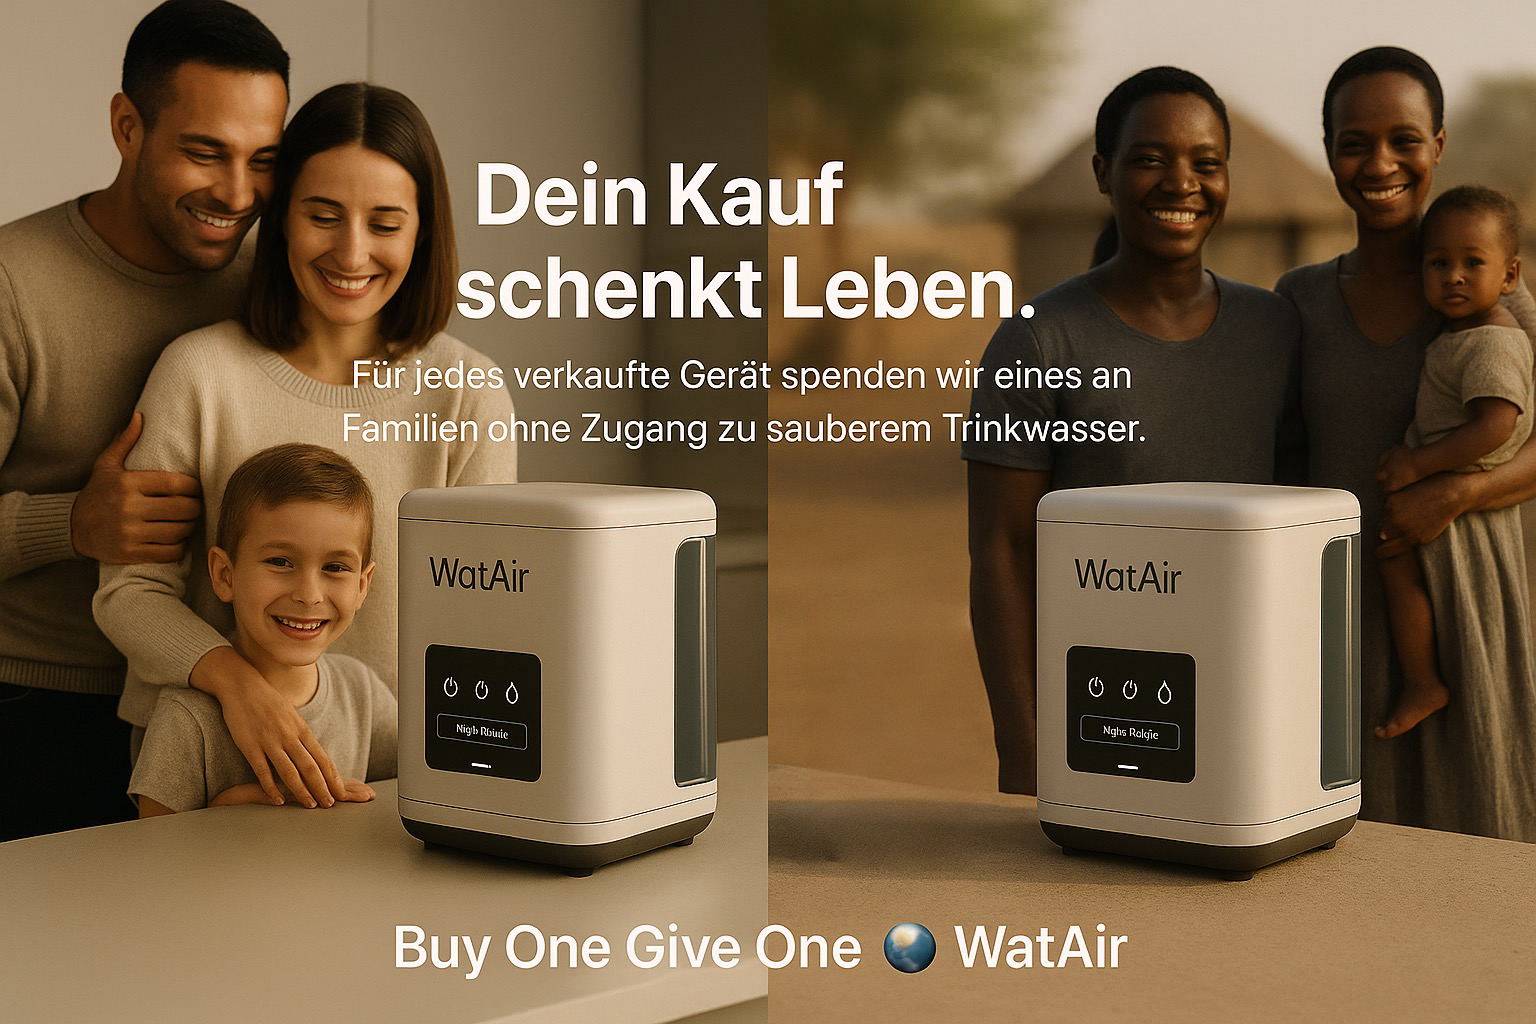 Dein Kauf
schenkt Leben.
Für jedes verkaufte Gerät spenden wir eines an
Familien ohne Zugang zu sauberem Trinkwasser.
WatAir
WatAir
Buy One Give One WatAir